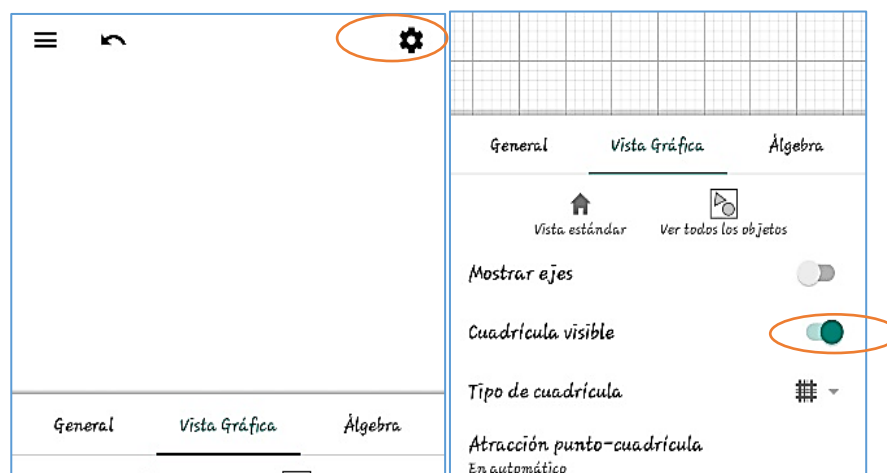 General Vista Gráfica Álgebra
General Vista Gráfica Álgebra
Vista estándar Ver todos los objetos
Mostrar ejes
Cuadrícula visible
Tipo de cuadrícula
Atracción punto-cuadrícula
En automático